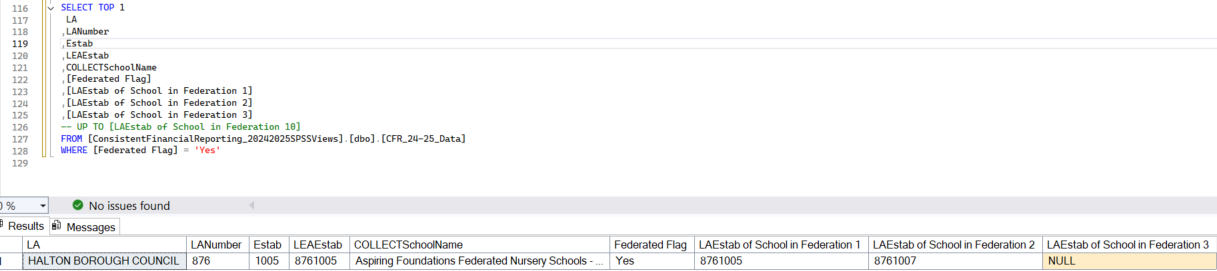 116 SELECT TOP 1
117 LA
118 ,LANumber
119 ,Estab
120 ,LEAEstab
121 ,COLLECTSchoolName
122 ,[Federated Flag]
123 ,[LAEstab of School in Federation 1]
124 ,[LAEstab of School in Federation 2]
125 ,[LAEstab of School in Federation 3]
126 -- UP TO [LAEstab of School in Federation 10]
127 FROM [ConsistentFinancialReporting_20242025SPSSViews].[dbo].[CFR_24-25_Data]
128 WHERE [Federated Flag] = 'Yes'
129
% No issues found
Results Messages
LA LANumber Estab LEAEstab COLLECTSchoolName Federated Flag LAEstab of School in Federation 1 LAEstab of School in Federation 2 LAEstab of School in Federation 3
HALTON BOROUGH COUNCIL 876 1005 8761005 Aspiring Foundations Federated Nursery Schools - ... Yes 8761005 8761007 NULL